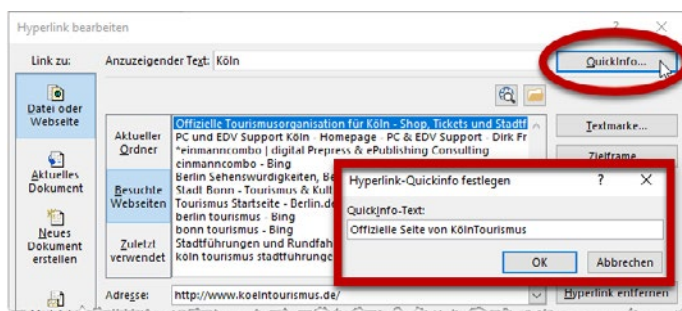 Hyperlink bearbeiten
? ×
Link zu:
Anzuzeigender Text: Köln
QuickInfo...
Datei oder
Webseite
Aktuelles
Dokument
Neues
Dokument
erstellen
Aktueller
Ordner
Besuchte
Webseiten
Zuletzt
verwendet
Offizielle Tourismusorganisation für Köln - Shop, Tickets und Stadtf
PC und EDV Support Köln - Homepage - PC & EDV Support - Dirk Fr
*einmanncombo | digital Prepress & ePublishing Consulting
einmanncombo - Bing
Berlin Sehenswürdigkeiten, Be
Stadt Bonn - Tourismus & Kult
Tourismus Startseite - Berlin.de
berlin tourismus - Bing
bonn tourismus - Bing
Stadtführungen und Rundfah
köln tourismus stadtführunge
Textmarke...
Zielframe
Hyperlink-Quickinfo festlegen
? ×
QuickInfo-Text:
Offizielle Seite von KölnTourismus
OK
Abbrechen
Adresse:
http://www.koelntourismus.de/
Hyperlink entfernen